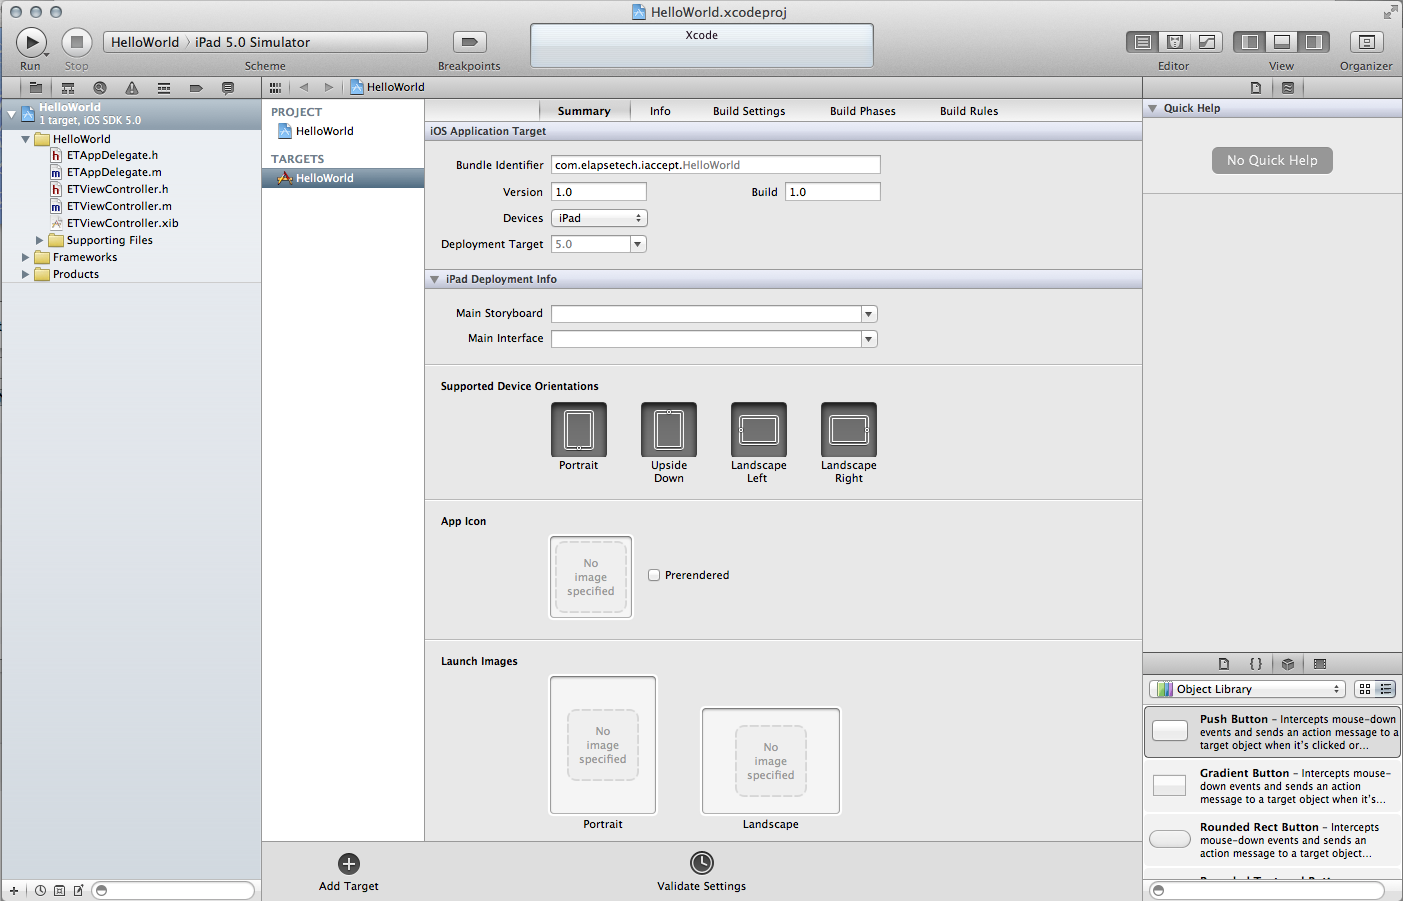 HelloWorld.xcodeproj
HelloWorld
iPad 5.0 Simulator
Xcode
Run
Stop
Scheme
Breakpoints
Editor
View
Organizer
HelloWorld
HelloWorld
1 target, iOS SDK 5.0
HelloWorld
ETAppDelegate.h
ETAppDelegate.m
ETViewController.h
ETViewController.m
ETViewController.xib
Supporting Files
Frameworks
Products
PROJECT
HelloWorld
TARGETS
HelloWorld
Summary
Info
Build Settings
Build Phases
Build Rules
iOS Application Target
Bundle Identifier
com.elapsetech.iaccept.HelloWorld
Version
1.0
Build
1.0
Devices
iPad
Deployment Target
5.0
iPad Deployment Info
Main Storyboard
Main Interface
Supported Device Orientations
Portrait
Upside
Down
Landscape
Left
Landscape
Right
App Icon
No
image
specified
Prerendered
Launch Images
No
image
specified
Portrait
No
image
specified
Landscape
Add Target
Validate Settings
Quick Help
No Quick Help
{}
Object Library
Push Button – Intercepts mouse-down
events and sends an action message to a
target object when it's clicked or...
Gradient Button – Intercepts mouse-
down events and sends an action
message to a target object when it's...
Rounded Rect Button – Intercepts
mouse-down events and sends an
action message to a target object...